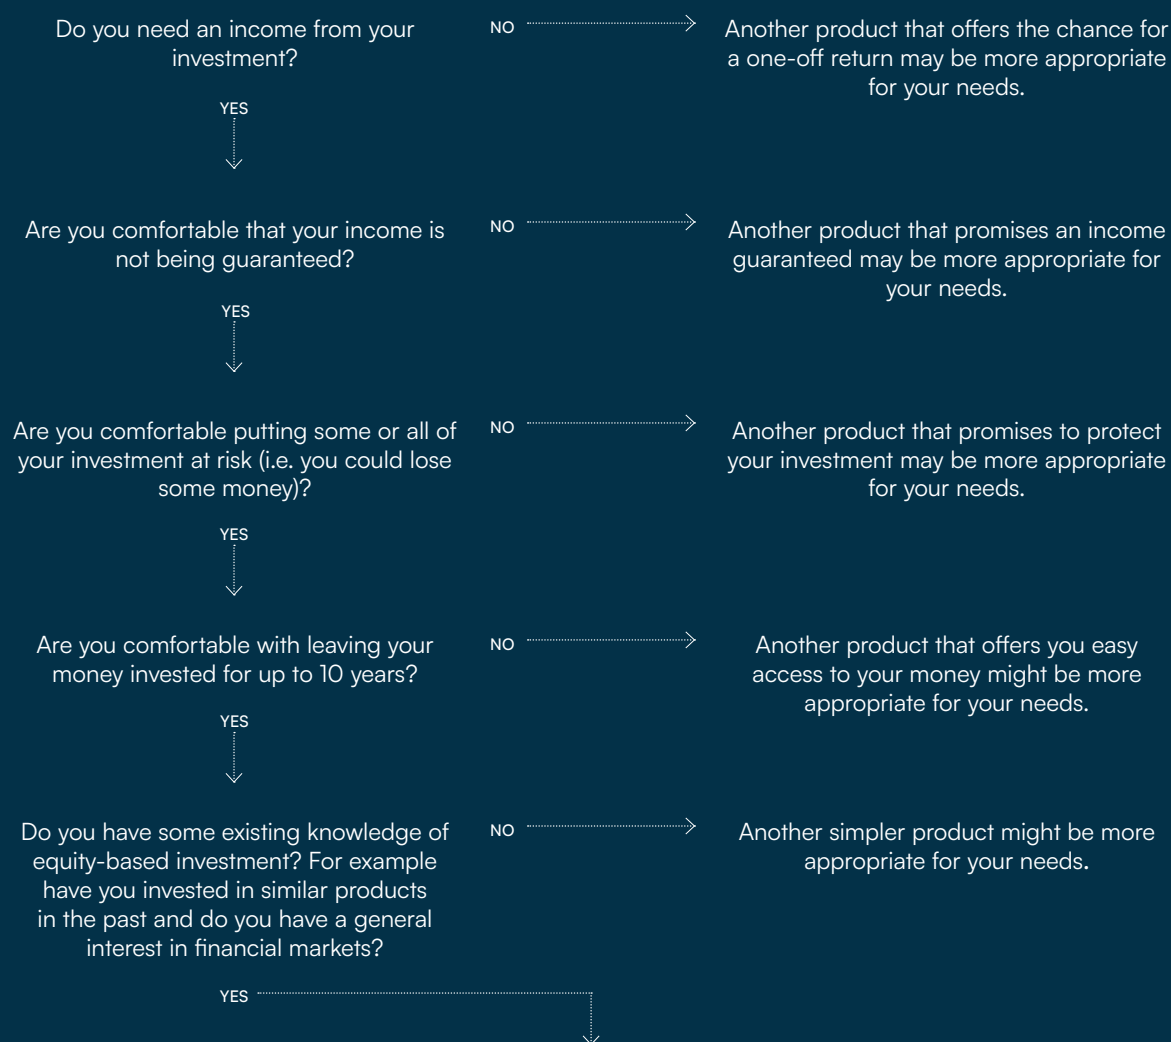 Do you need an income from your
investment?
NO
Another product that offers the chance for
a one-off return may be more appropriate
for your needs.
YES
Are you comfortable that your income is
not being guaranteed?
NO
Another product that promises an income
guaranteed may be more appropriate for
your needs.
YES
Are you comfortable putting some or all of
your investment at risk (i.e. you could lose
some money)?
NO
Another product that promises to protect
your investment may be more appropriate
for your needs.
YES
Are you comfortable with leaving your
money invested for up to 10 years?
NO
Another product that offers you easy
access to your money might be more
appropriate for your needs.
YES
Do you have some existing knowledge of
equity-based investment? For example
have you invested in similar products
in the past and do you have a general
interest in financial markets?
NO
Another simpler product might be more
appropriate for your needs.
YES